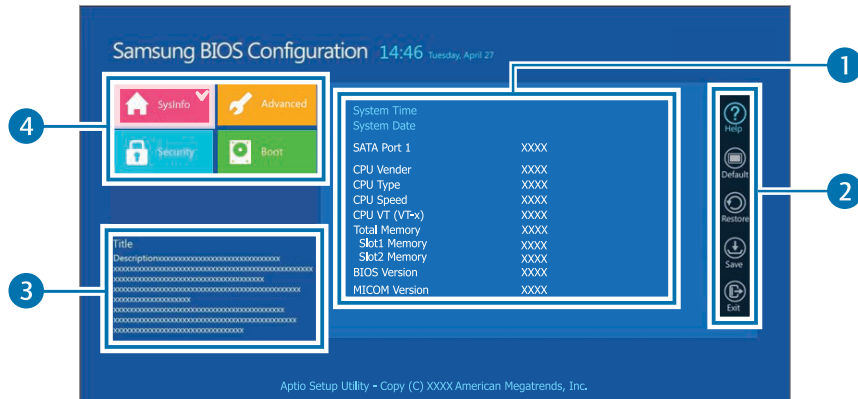 Samsung BIOS Configuration 14:46 Tuesday, April 27
1
4
SysInfo Advanced
Security Boot
System Time
System Date
SATA Port 1 XXXX
CPU Vender XXXX
CPU Type XXXX
CPU Speed XXXX
CPU VT (VT-x) XXXX
Total Memory XXXX
Slot1 Memory XXXX
Slot2 Memory XXXX
BIOS Version XXXX
MICOM Version XXXX
Help
Default
Restore
Save
Exit
2
3
Title
Description
Aptio Setup Utility - Copy (C) XXXX American Megatrends, Inc.